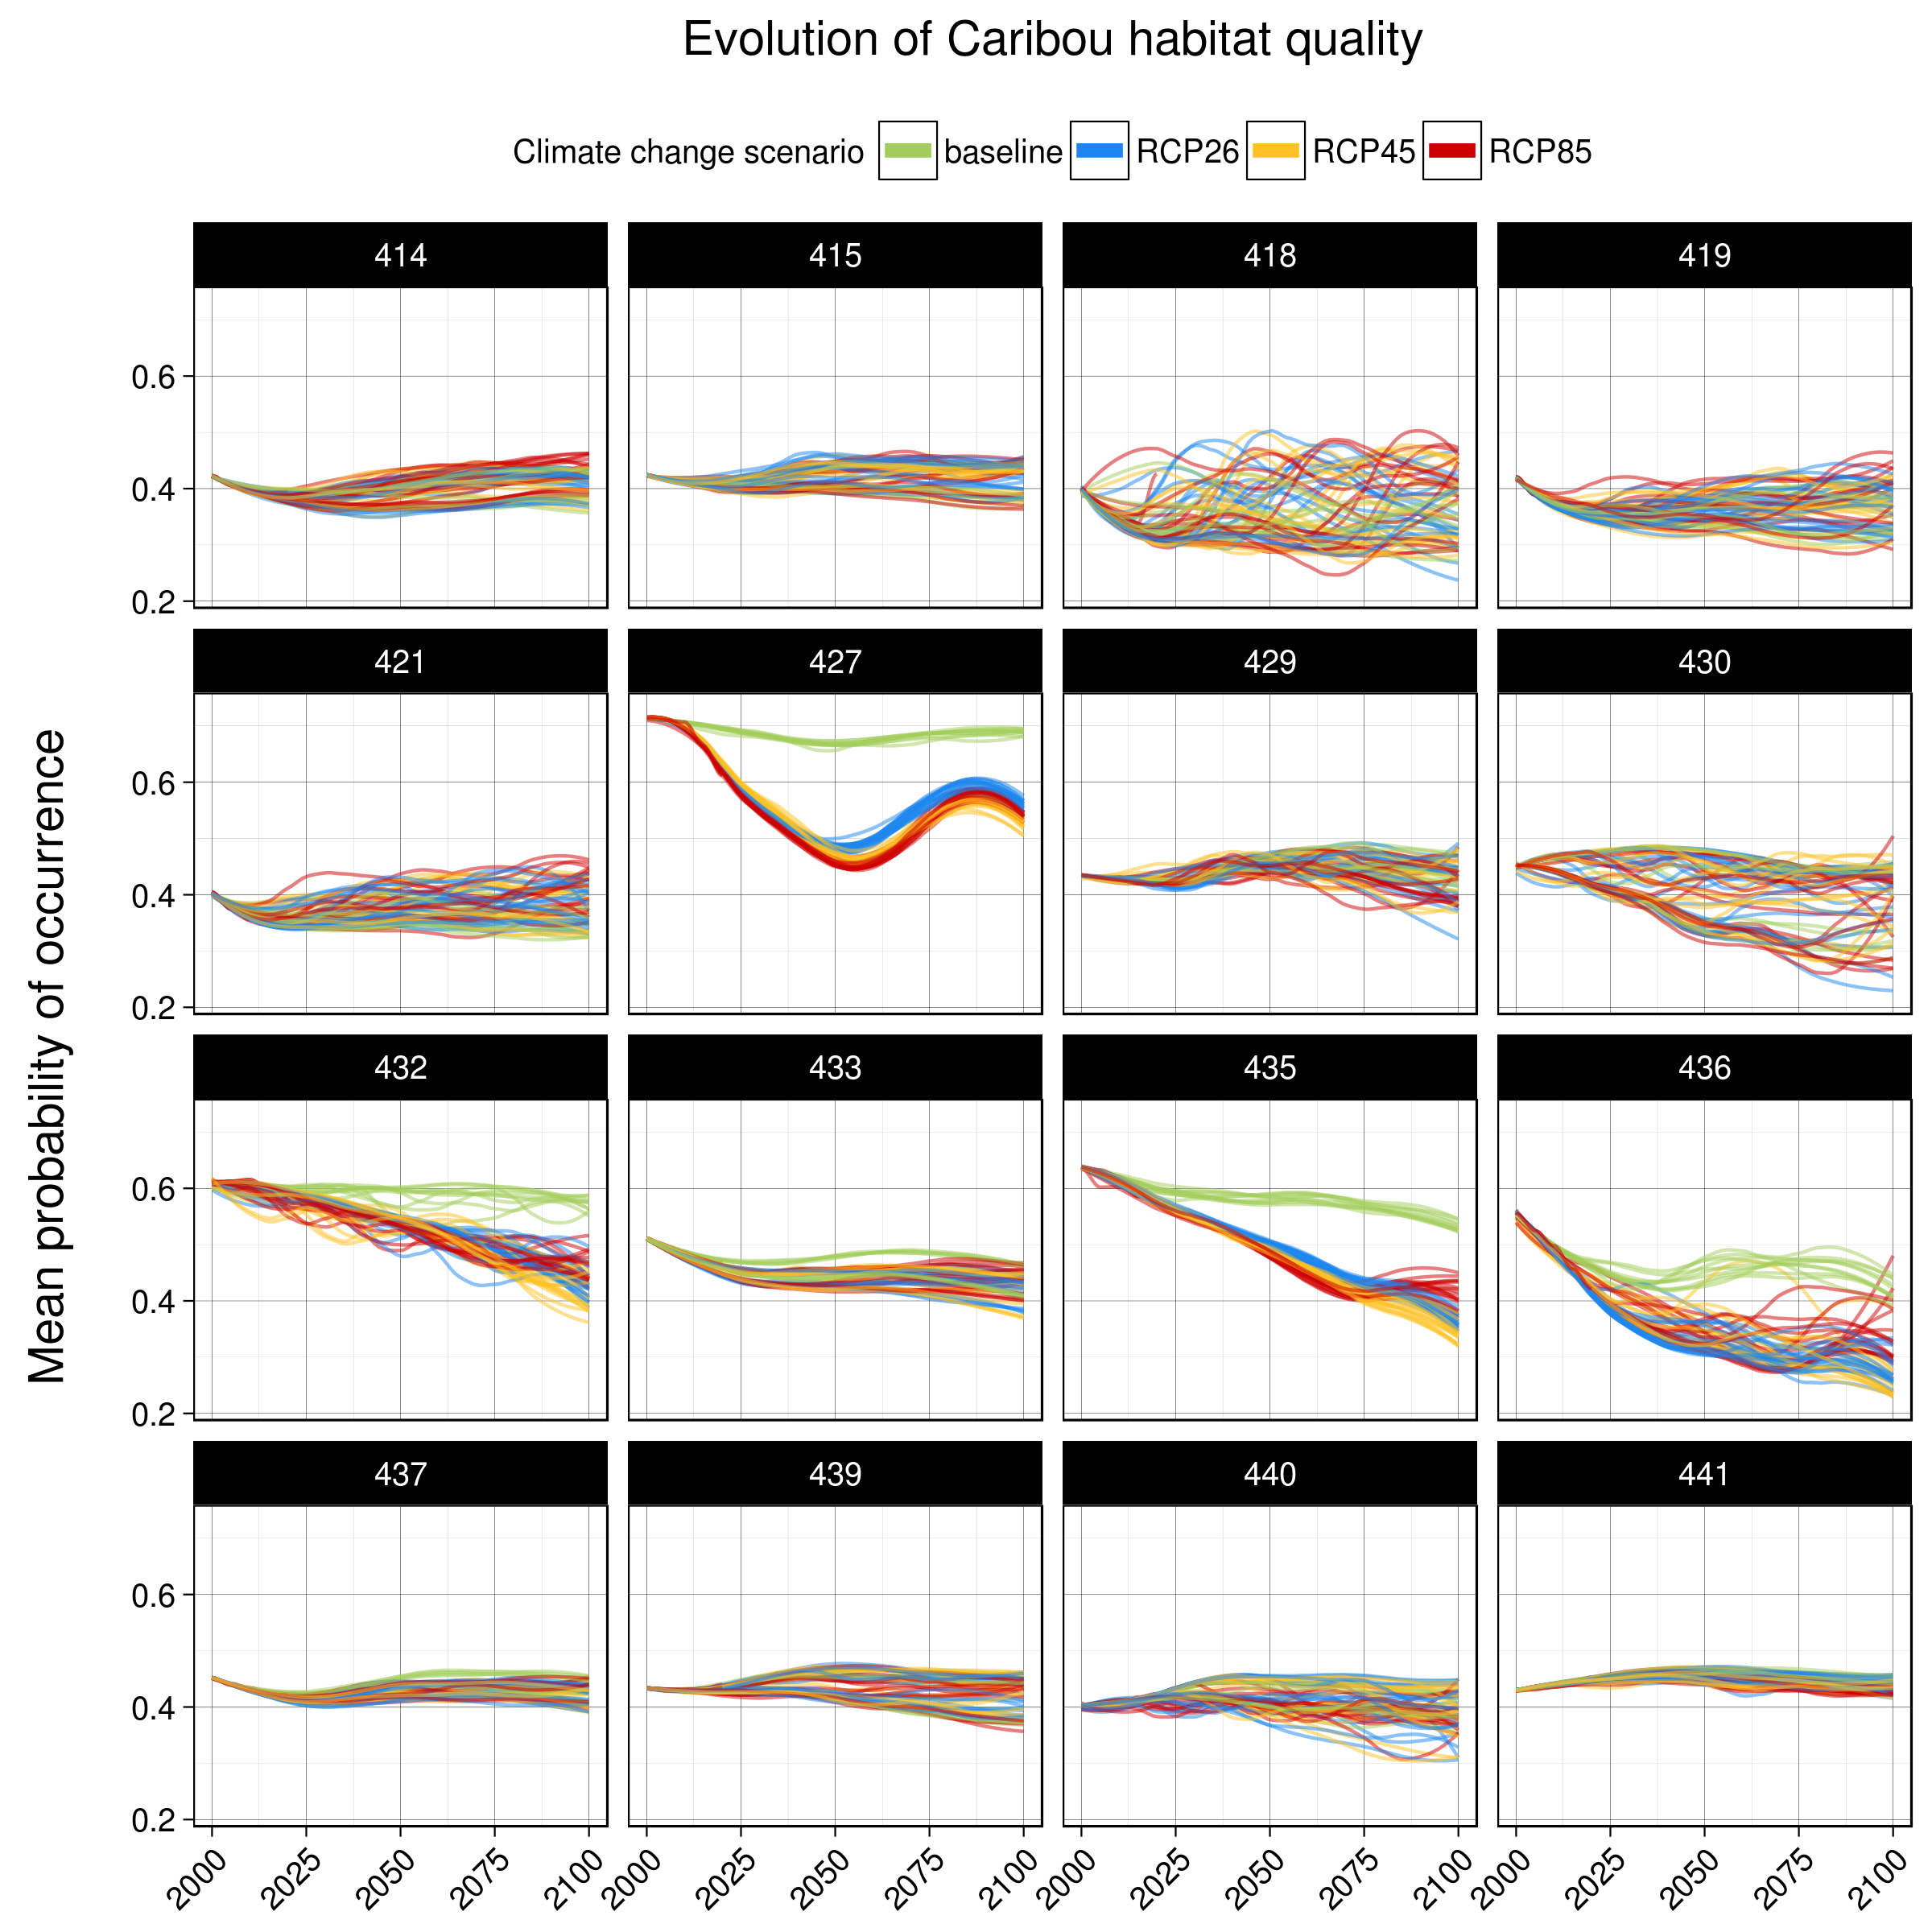 Evolution of Caribou habitat quality
Climate change scenario baseline RCP26 RCP45 RCP85
414 415 418 419
0.6
0.4
0.2
421 427 429 430
0.6
0.4
0.2
Mean probability of occurrence
432 433 435 436
0.6
0.4
0.2
437 439 440 441
0.6
0.4
0.2
2000 2025 2050 2075 2100 2000 2025 2050 2075 2100 2000 2025 2050 2075 2100 2000 2025 2050 2075 2100